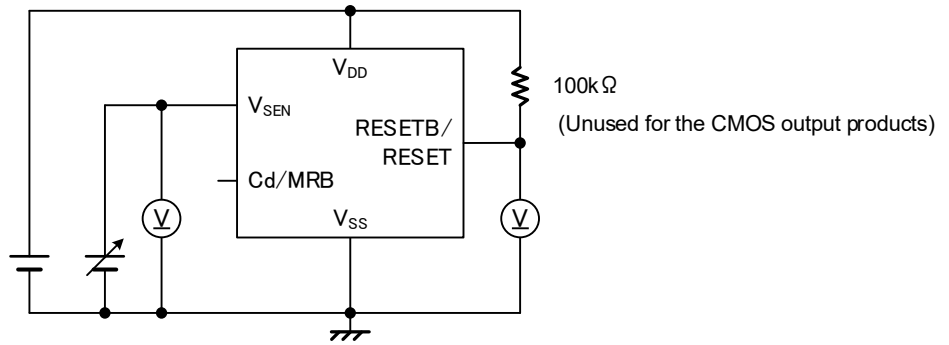 V_DD
V_SEN
100kΩ
(Unused for the CMOS output products)
RESETB/
RESET
Cd/MRB
V_SS
V
V